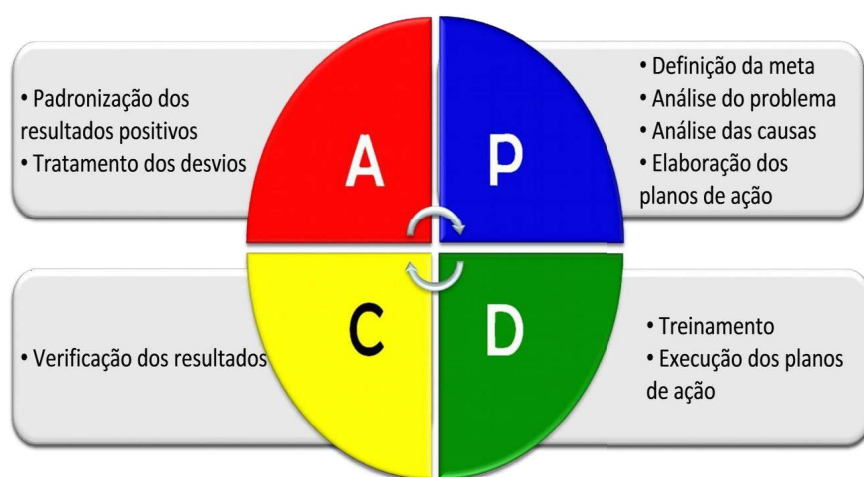 • Padronização dos
resultados positivos
• Tratamento dos desvios
A
P
• Definição da meta
• Análise do problema
• Análise das causas
• Elaboração dos
planos de ação
• Verificação dos resultados
C
D
• Treinamento
• Execução dos planos
de ação